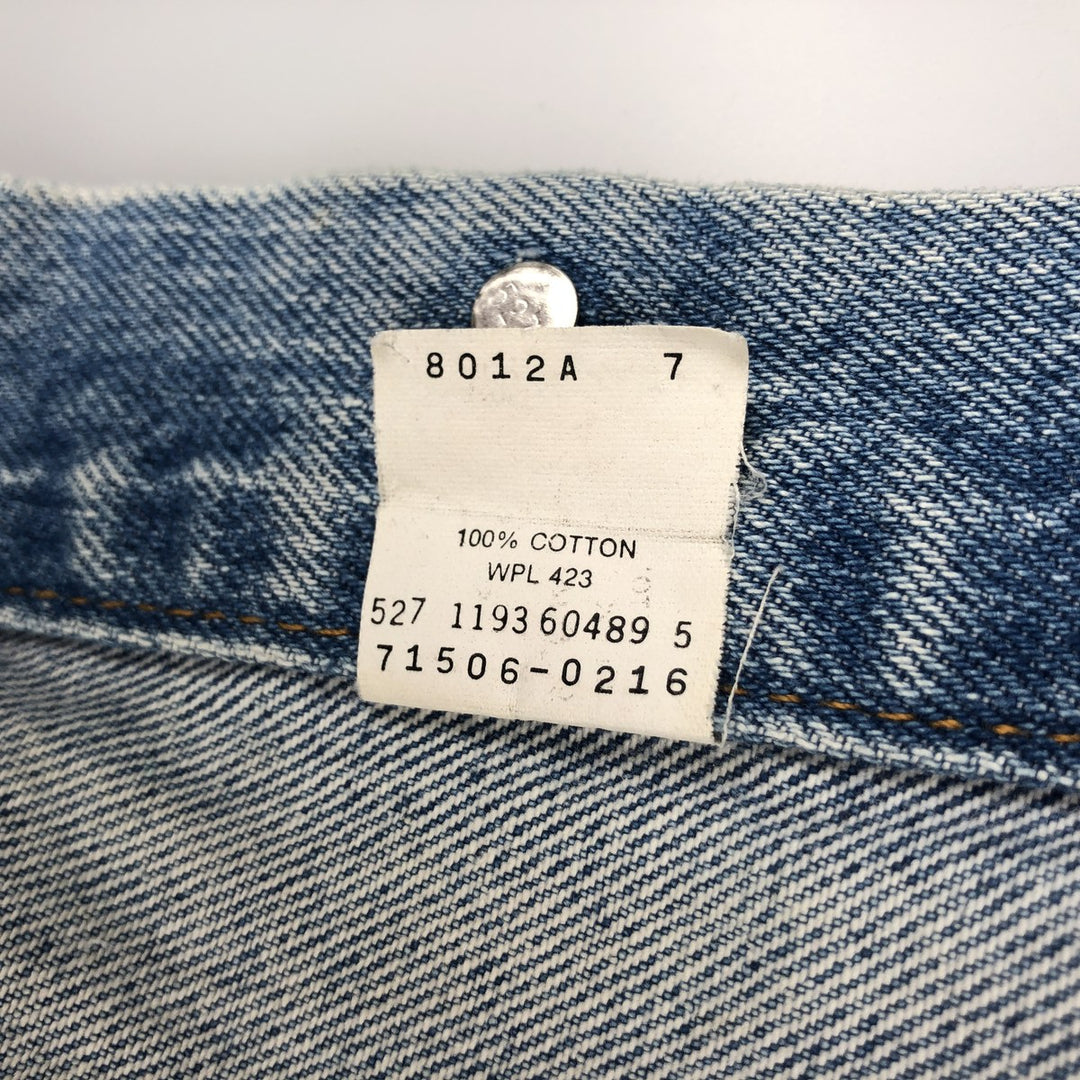 8012A 7
100% COTTON
WPL 423
527 1193 60489 5
71506-0216